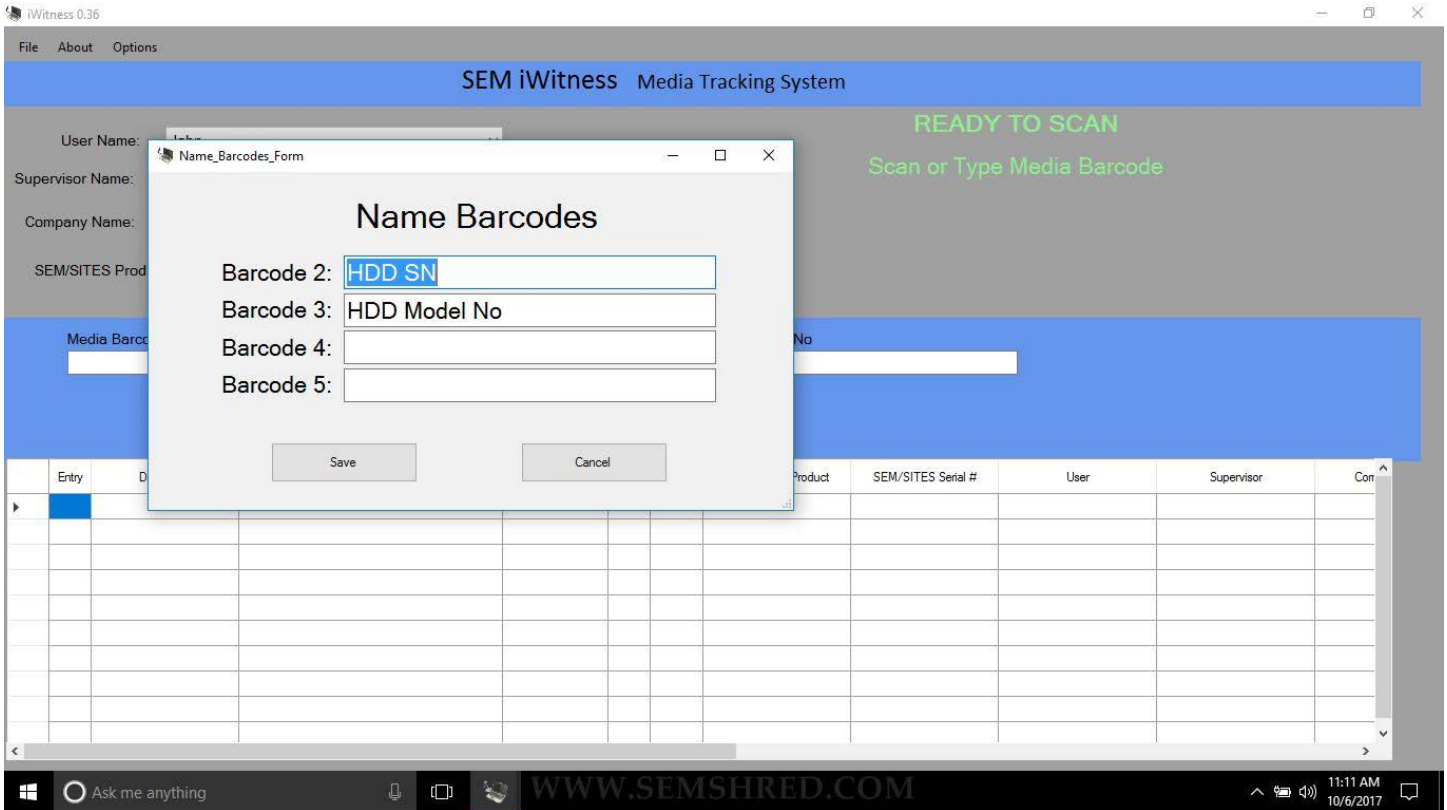 iWitness 0.36
File About Options
SEM iWitness Media Tracking System
READY TO SCAN
Scan or Type Media Barcode
User Name:
Supervisor Name:
Company Name:
SEM/SITES Prod
Name_Barcodes_Form
Name Barcodes
Barcode 2: HDD SN
Barcode 3: HDD Model No
Barcode 4:
Barcode 5:
Save Cancel
Media Barco
No
Entry D Product SEM/SITES Serial # User Supervisor Com
Ask me anything
WWW.SEMSHRED.COM
11:11 AM
10/6/2017